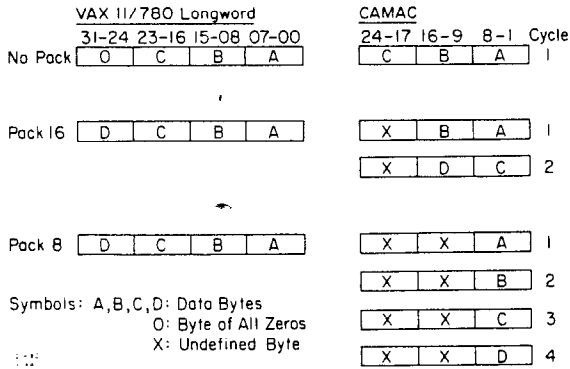 VAX 11/780 Longword CAMAC
31-24 23-16 15-08 07-00 24-17 16-9 8-1 Cycle
No Pack O C B A C B A 1
Pack 16 D C B A X B A 1
X D C 2
Pack 8 D C B A X X A 1
X X B 2
Symbols: A,B,C,D: Data Bytes X X C 3
O: Byte of All Zeros
X: Undefined Byte
X X D 4